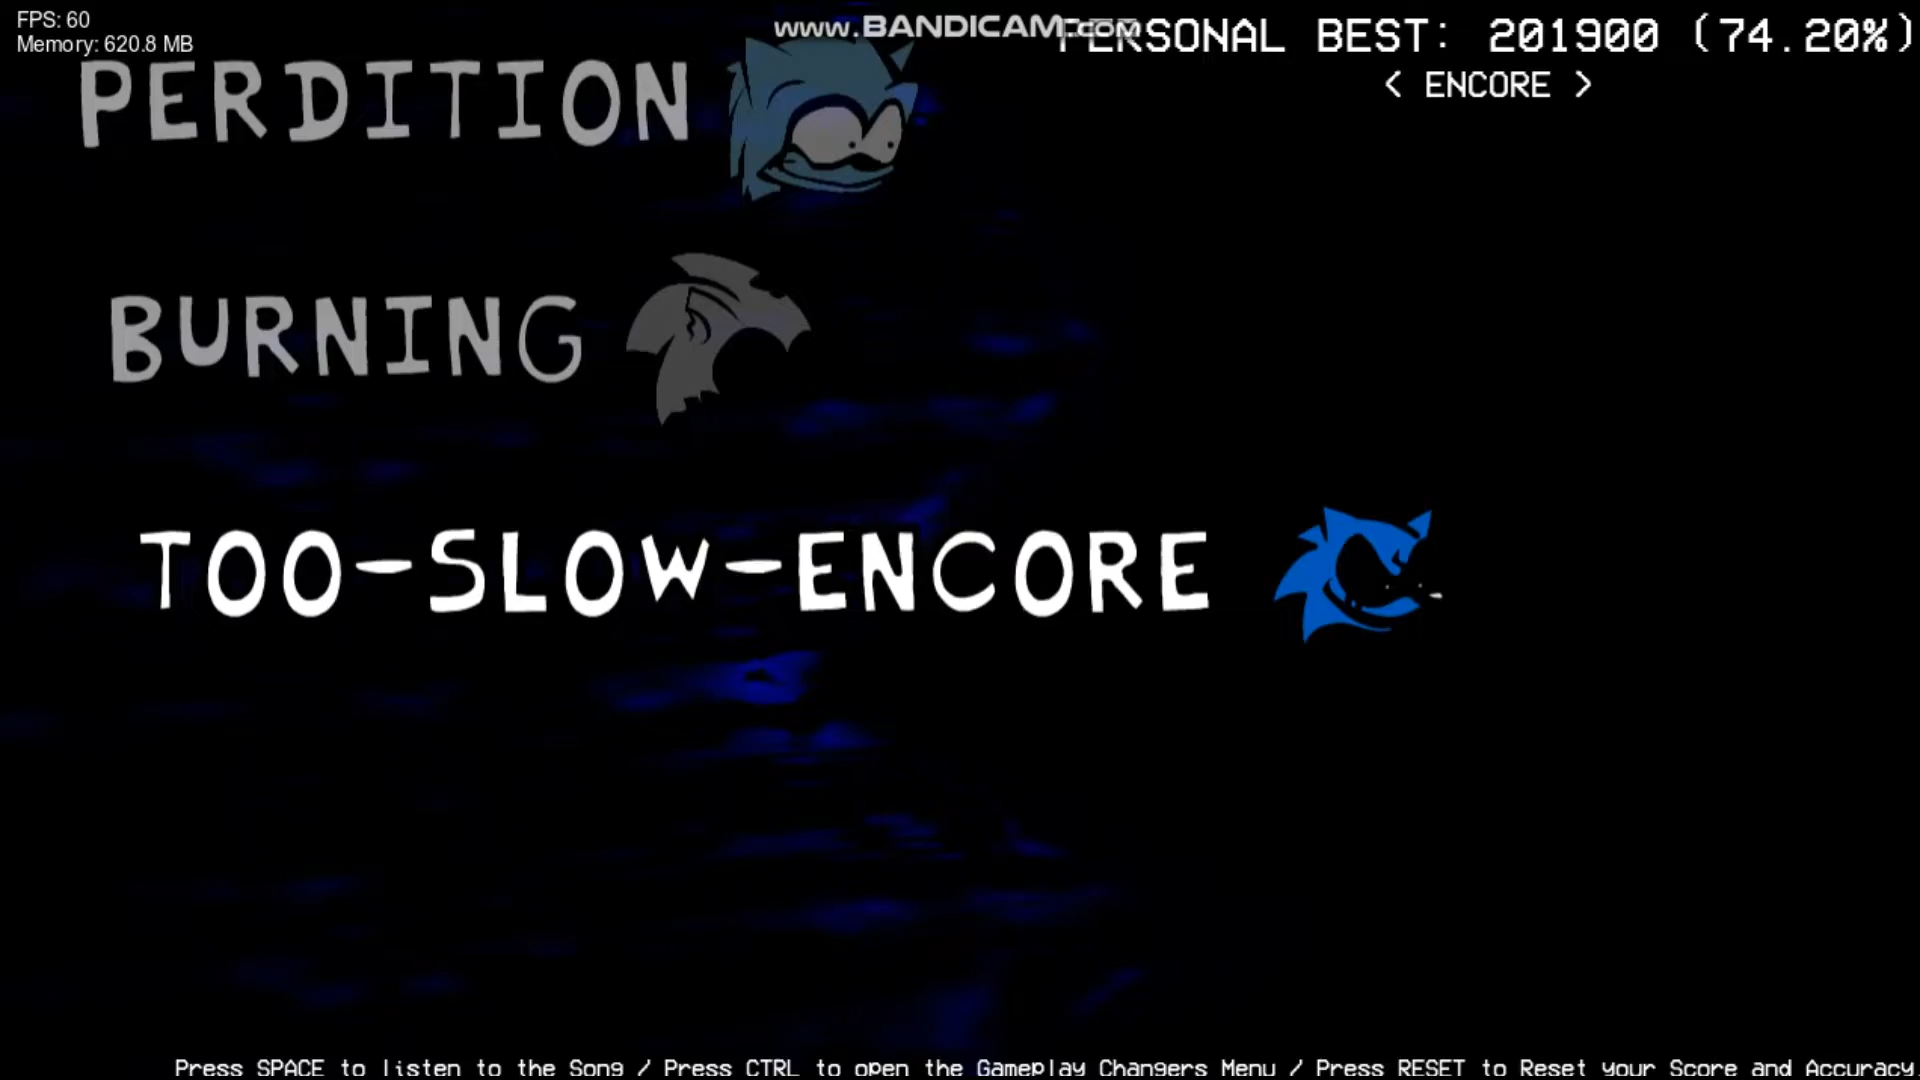 FPS: 60
Memory: 620.8 MB
www.BANDICAM.com
PERSONAL BEST: 201900 (74.20%)
< ENCORE >
PERDITION
BURNING
TOO-SLOW-ENCORE
Press SPACE to listen to the Song / Press CTRL to open the Gameplay Changers Menu / Press RESET to Reset your Score and Accuracy